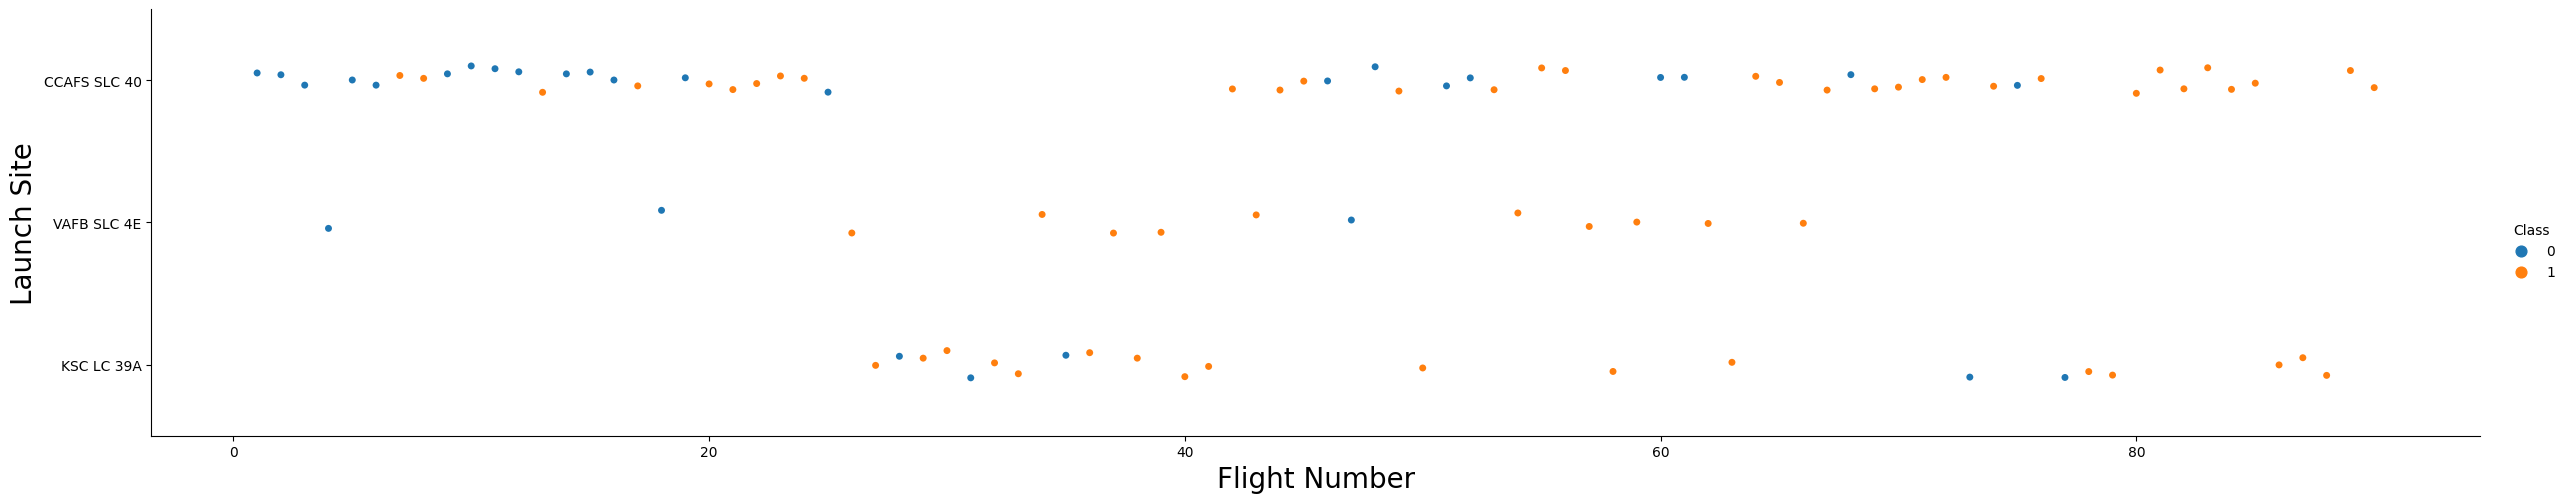 Launch Site
CCAFS SLC 40
VAFB SLC 4E
KSC LC 39A
0
20
40
60
80
Flight Number
Class
0
1